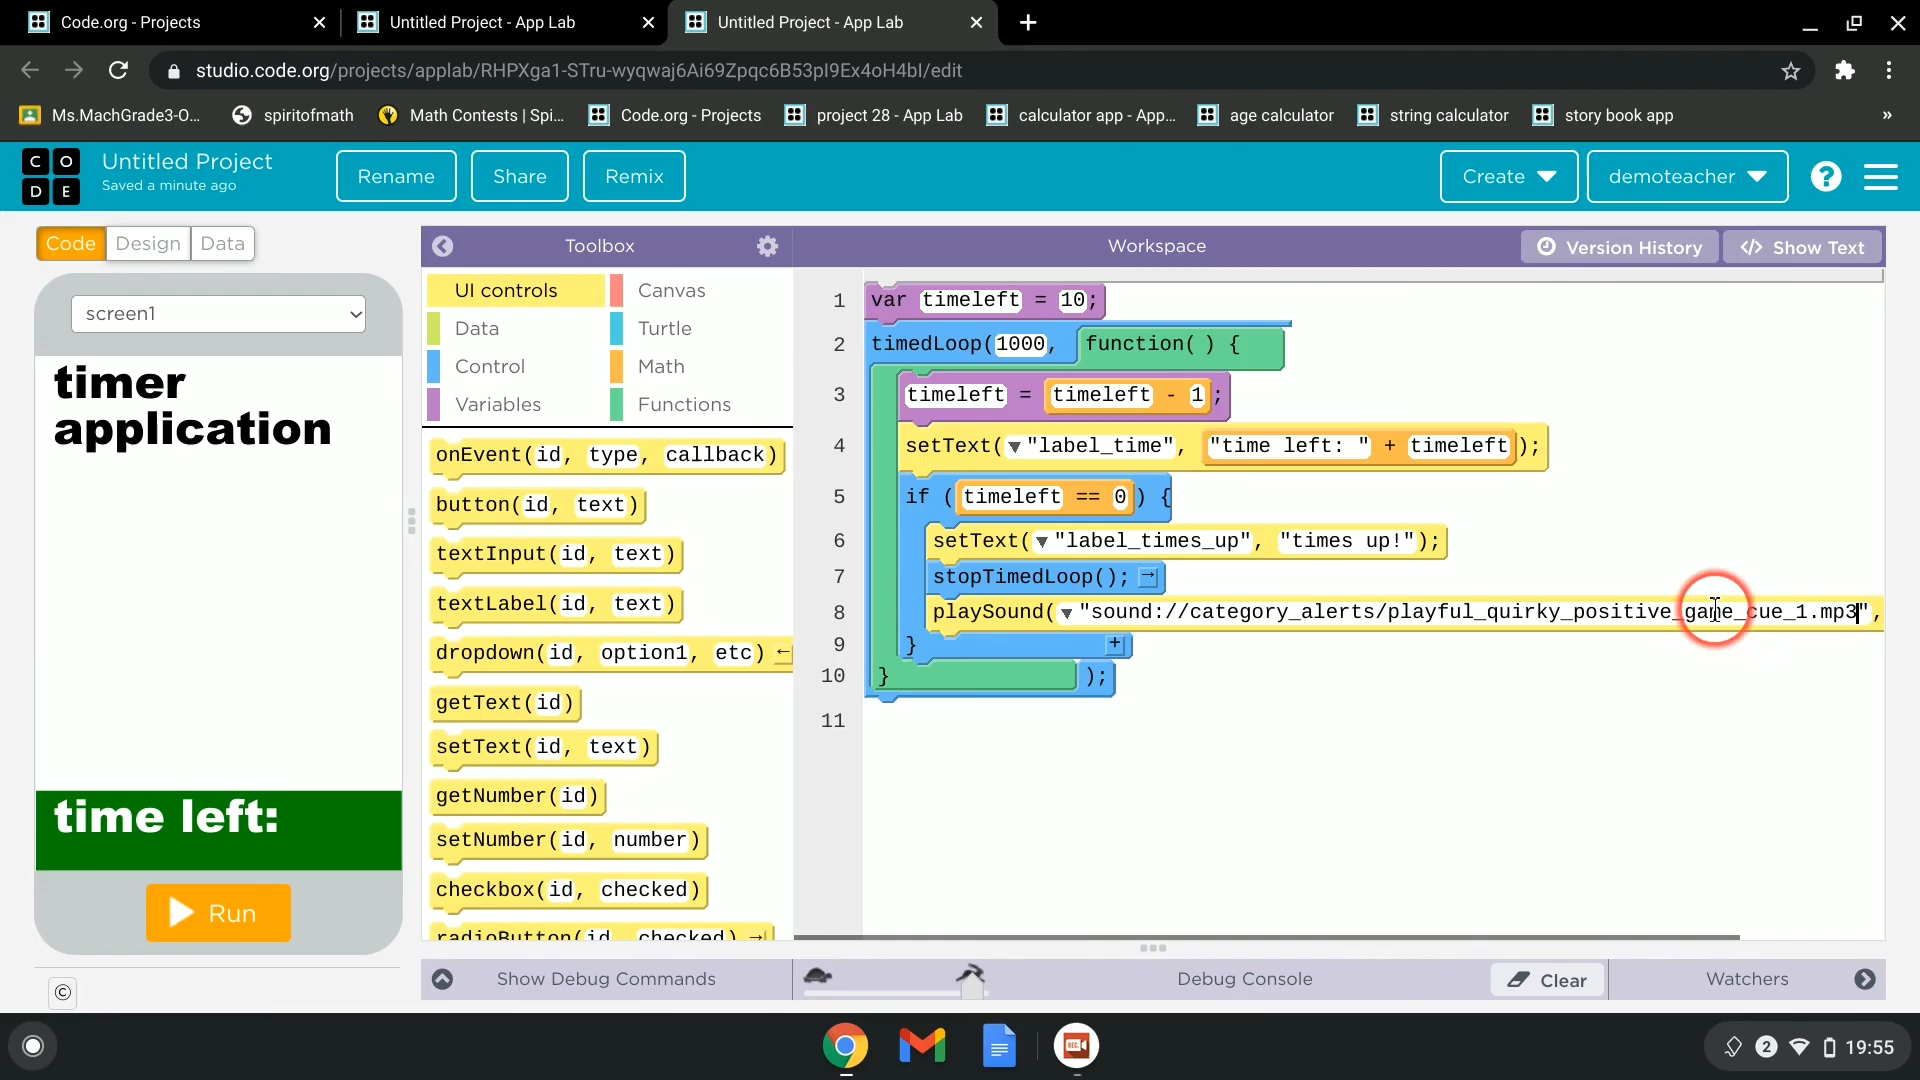 Code.org - Projects
Untitled Project - App Lab
Untitled Project - App Lab
studio.code.org/projects/applab/RHPXga1-STru-wyqwaj6Ai69Zpqc6B53pI9Ex4oH4bI/edit
Ms.MachGrade3-O...
spiritofmath
Math Contests | Spi...
Code.org - Projects
project 28 - App Lab
calculator app - App...
age calculator
string calculator
story book app
»
C O
D E
Untitled Project
Saved a minute ago
Rename
Share
Remix
Create
demoteacher
?
Code
Design
Data
Toolbox
Workspace
Version History
</> Show Text
screen1
timer
application
time left:
Run
©
UI controls
Canvas
Data
Turtle
Control
Math
Variables
Functions
onEvent(id, type, callback)
button(id, text)
textInput(id, text)
textLabel(id, text)
dropdown(id, option1, etc) ←
getText(id)
setText(id, text)
getNumber(id)
setNumber(id, number)
checkbox(id, checked)
radioButton(id, checked) →
1 var timeleft = 10;
2 timedLoop(1000, function( ) {
3 timeleft = timeleft - 1;
4 setText(▼"label_time", "time left: " + timeleft);
5 if (timeleft == 0) {
6 setText(▼"label_times_up", "times up!");
7 stopTimedLoop(); →
8 playSound(▼"sound://category_alerts/playful_quirky_positive_game_cue_1.mp3",
9 } +
10 } );
11
Show Debug Commands
Debug Console
Clear
Watchers
REC
2
19:55